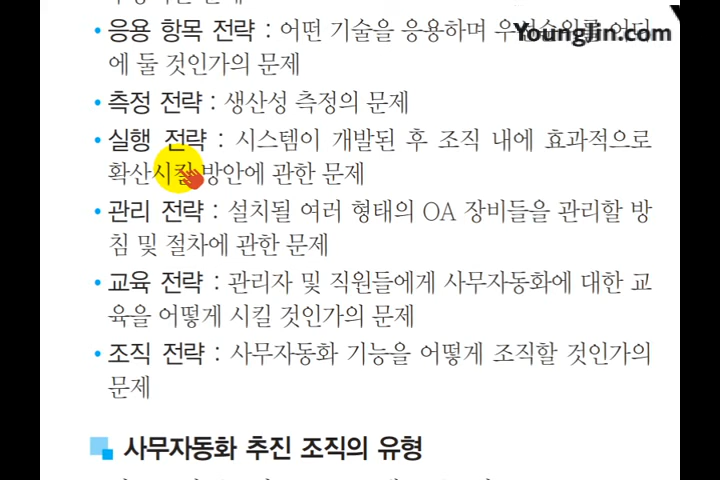 • 응용 항목 전략 : 어떤 기술을 응용하며
YoungJin.com
에 둘 것인가의 문제
• 측정 전략 : 생산성 측정의 문제
• 실행 전략 : 시스템이 개발된 후 조직 내에 효과적으로
확산시킬 방안에 관한 문제
• 관리 전략 : 설치될 여러 형태의 OA 장비들을 관리할 방
침 및 절차에 관한 문제
• 교육 전략 : 관리자 및 직원들에게 사무자동화에 대한 교
육을 어떻게 시킬 것인가의 문제
• 조직 전략 : 사무자동화 기능을 어떻게 조직할 것인가의
문제
사무자동화 추진 조직의 유형